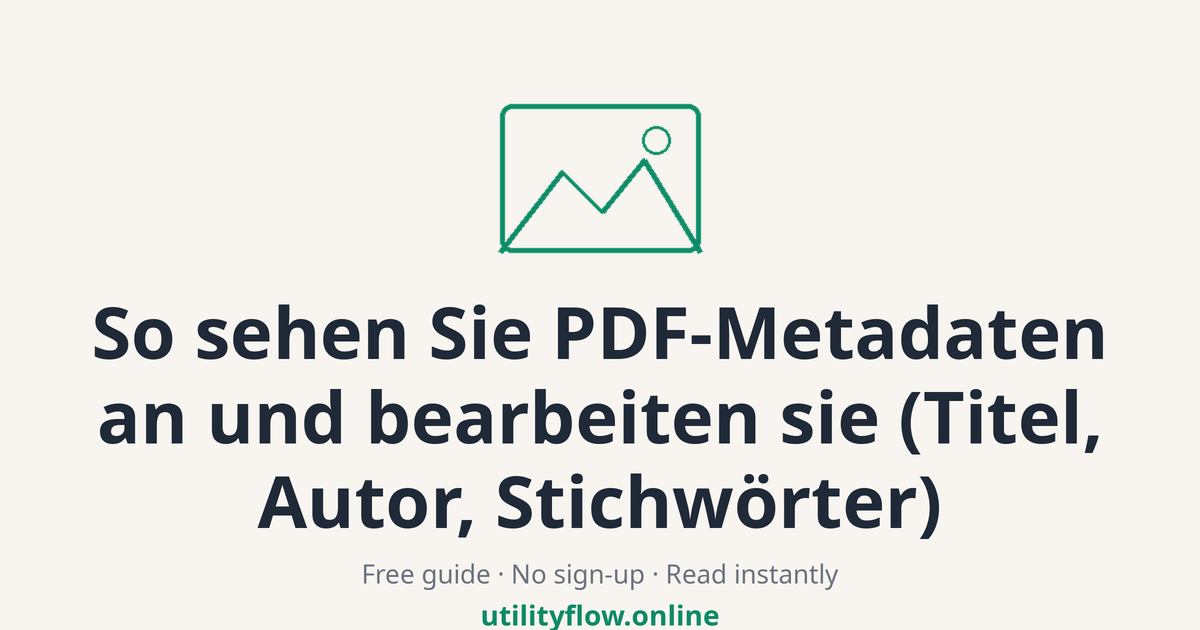 So sehen Sie PDF-Metadaten
an und bearbeiten sie (Titel,
Autor, Stichwörter)
Free guide · No sign-up · Read instantly
utilityflow.online